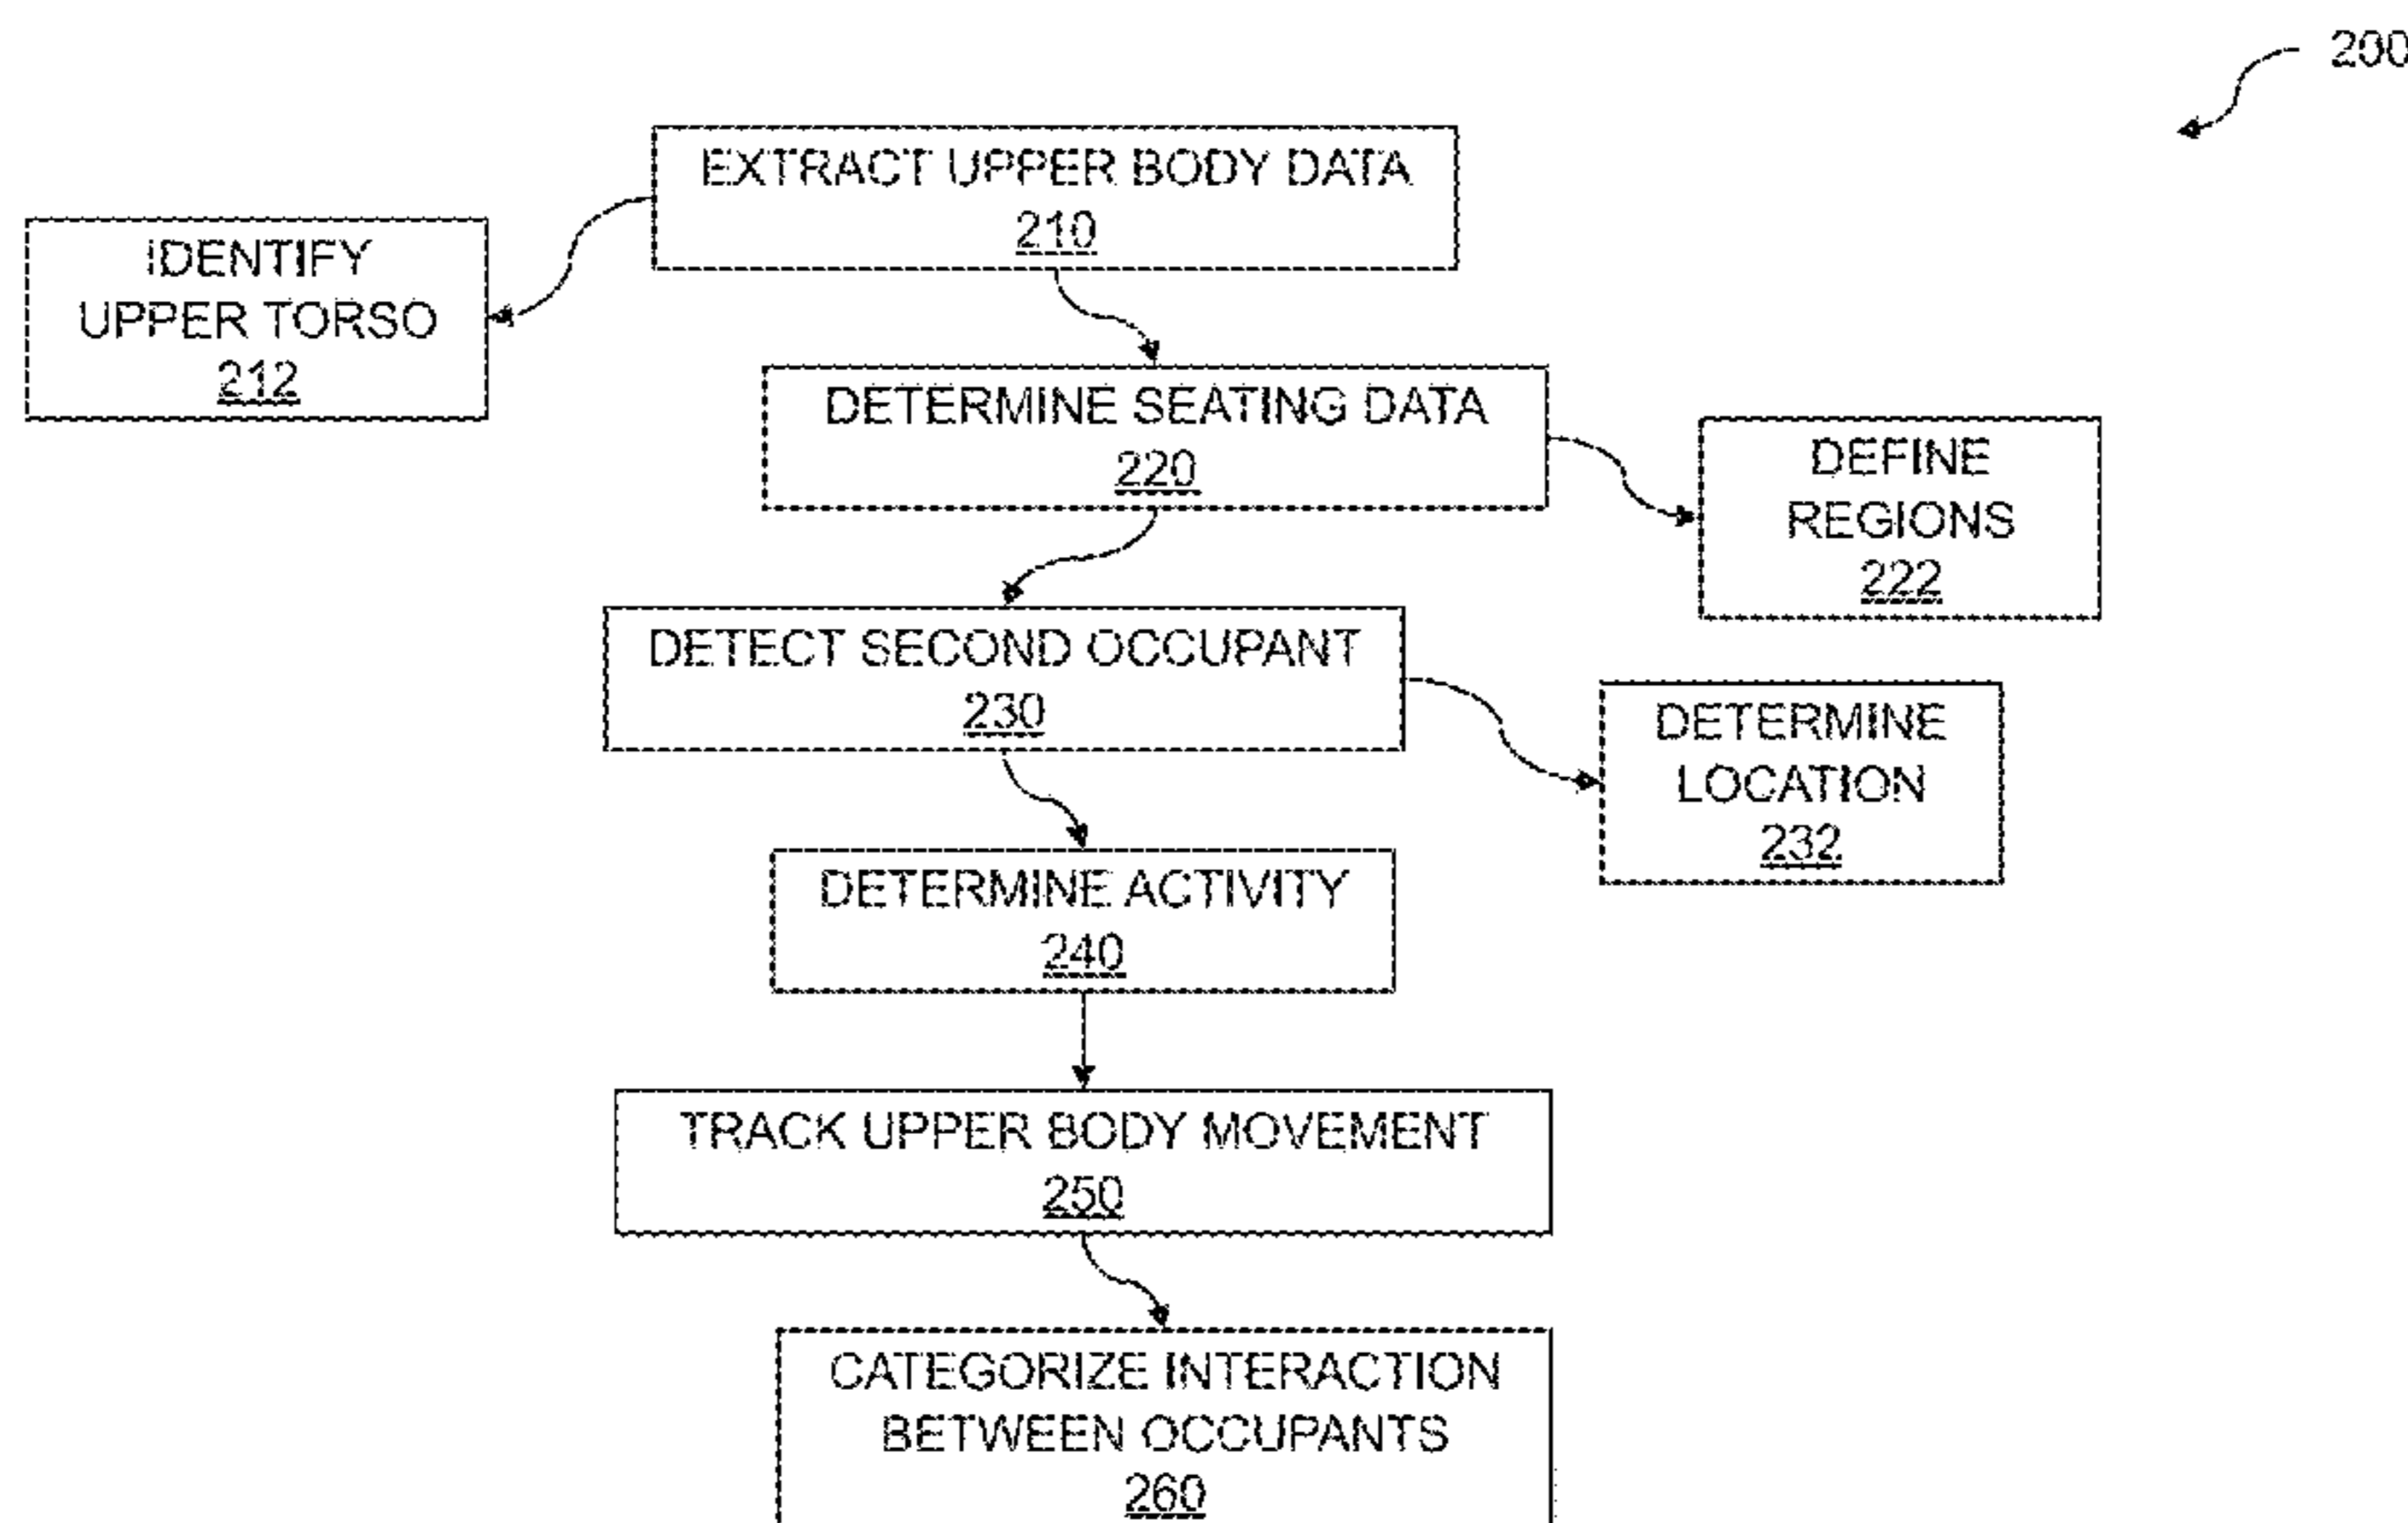 200
EXTRACT UPPER BODY DATA
210
IDENTIFY
UPPER TORSO
212
DETERMINE SEATING DATA
220
DEFINE
REGIONS
222
DETECT SECOND OCCUPANT
230
DETERMINE
LOCATION
232
DETERMINE ACTIVITY
240
TRACK UPPER BODY MOVEMENT
250
CATEGORIZE INTERACTION
BETWEEN OCCUPANTS
260